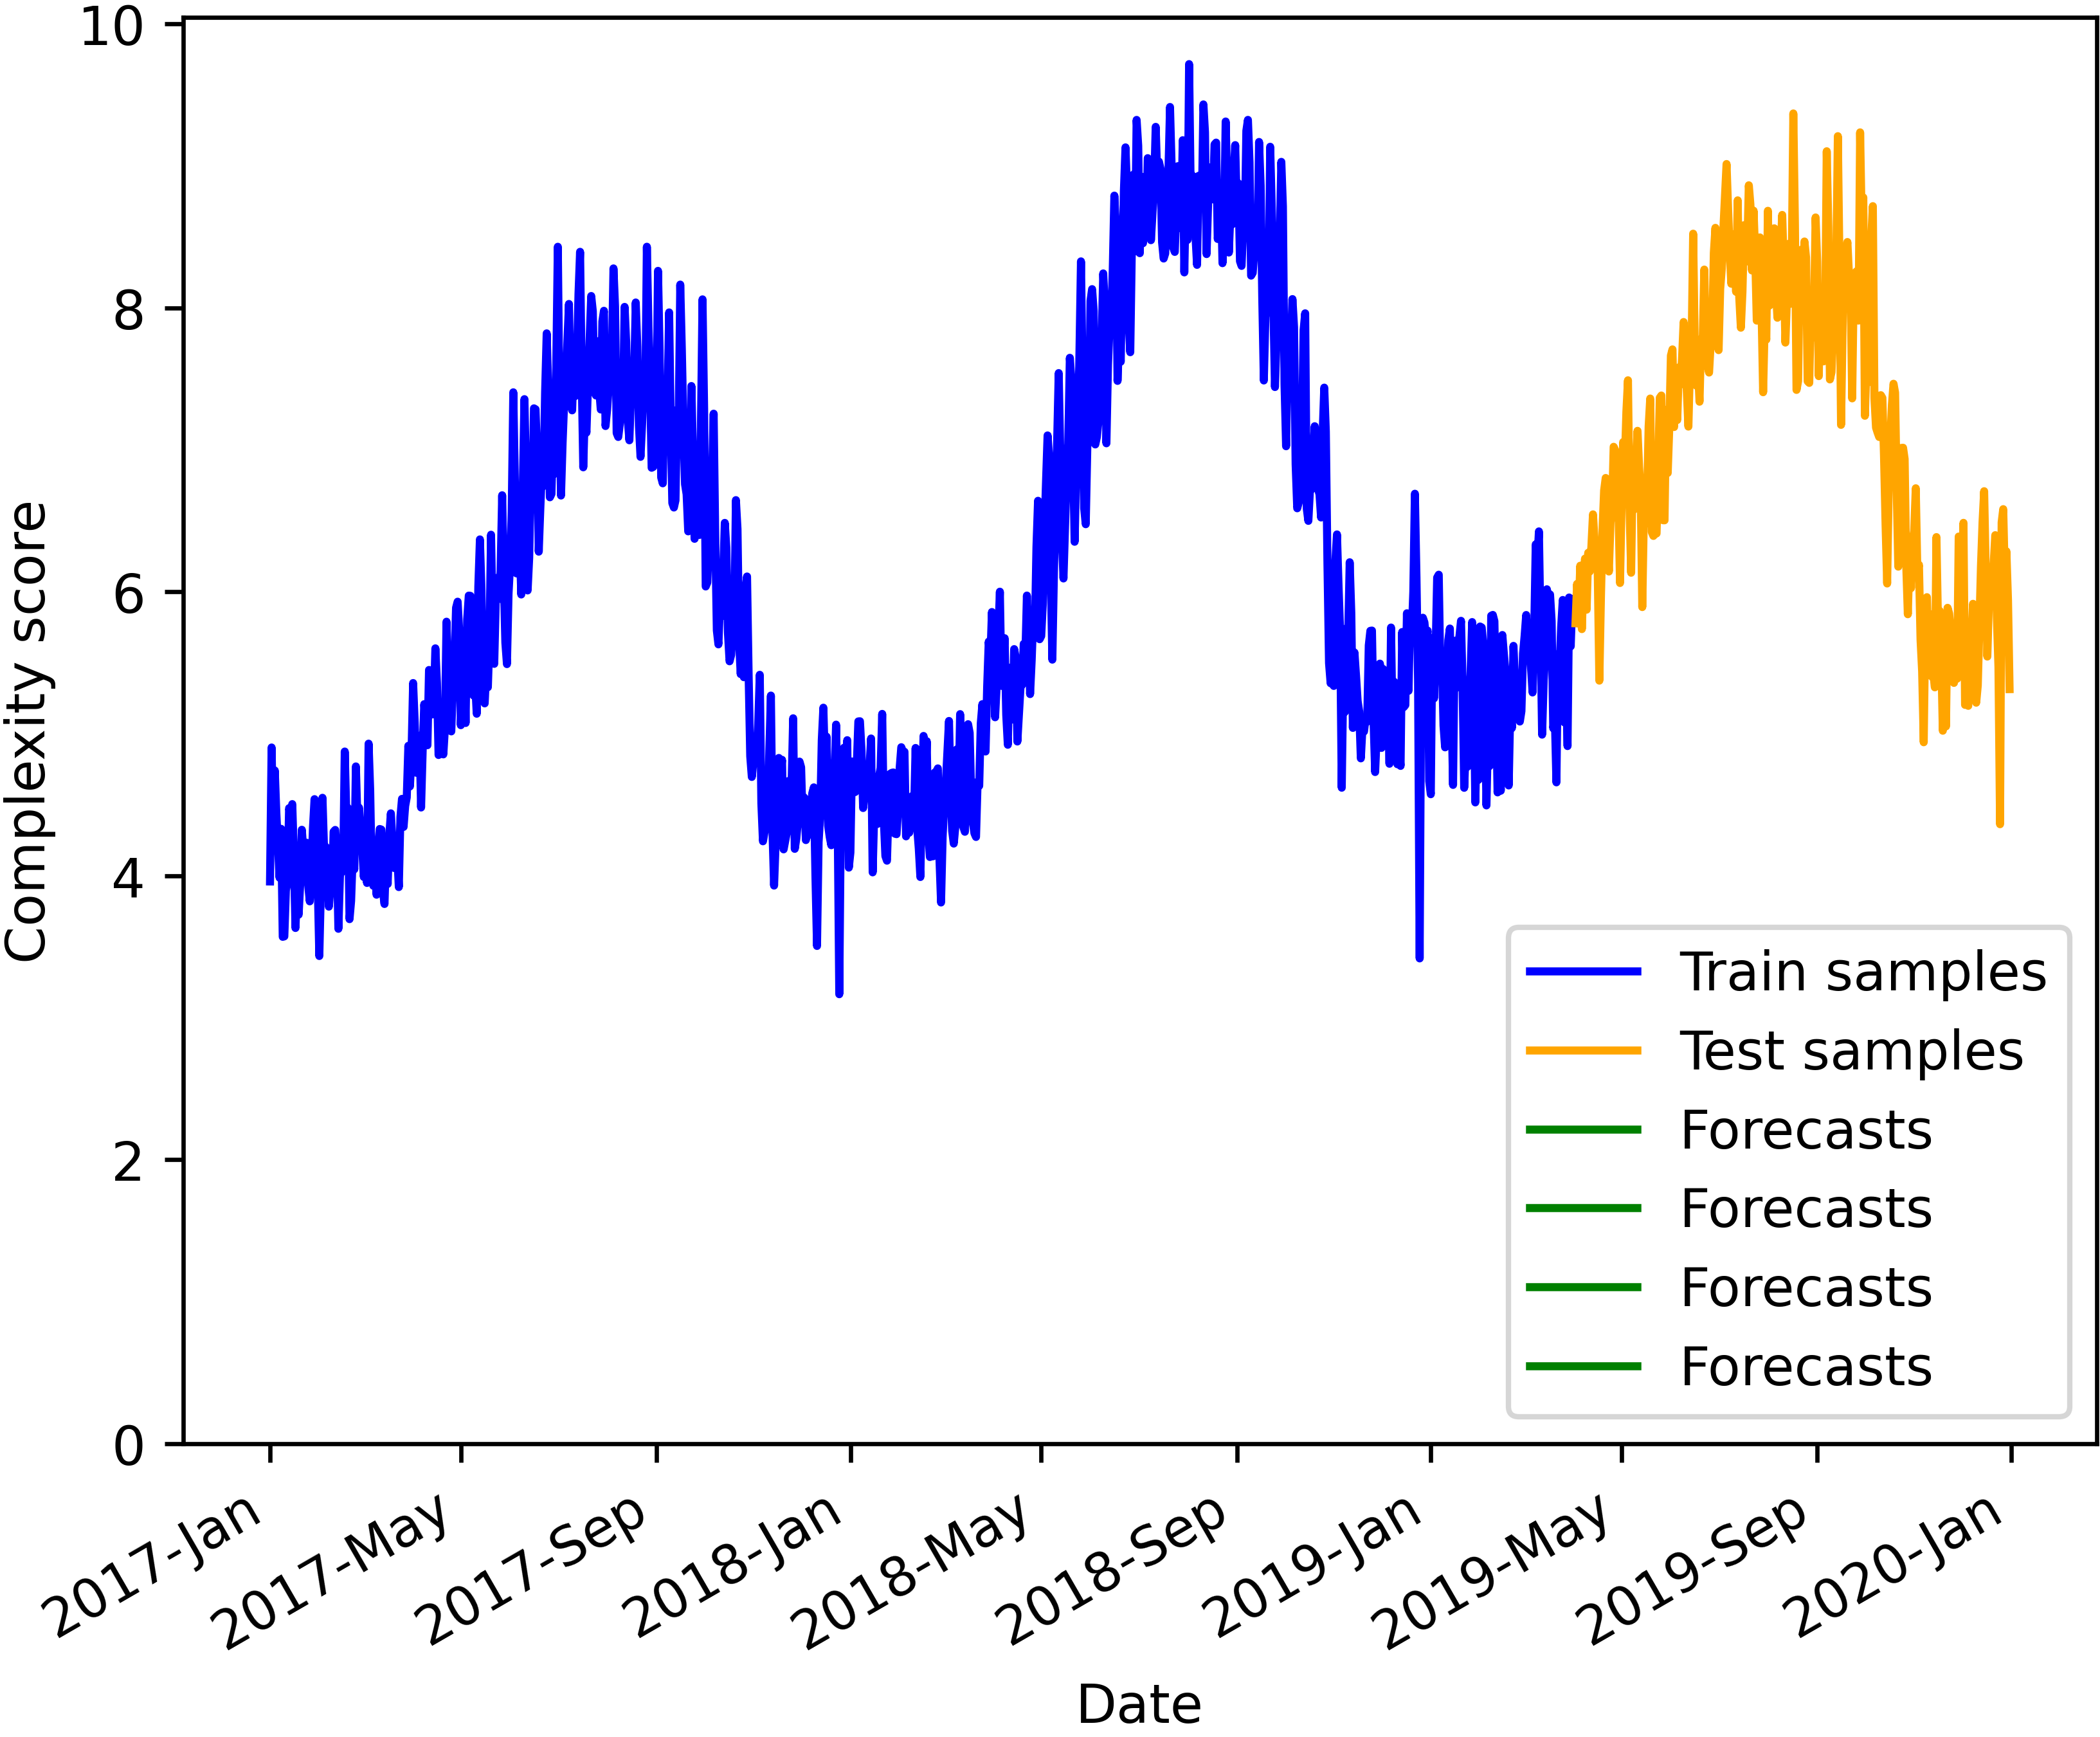 10
8
6
4
2
0
Complexity score
2017-Jan
2017-May
2017-Sep
2018-Jan
2018-May
2018-Sep
2019-Jan
2019-May
2019-Sep
2020-Jan
Date
Train samples
Test samples
Forecasts
Forecasts
Forecasts
Forecasts